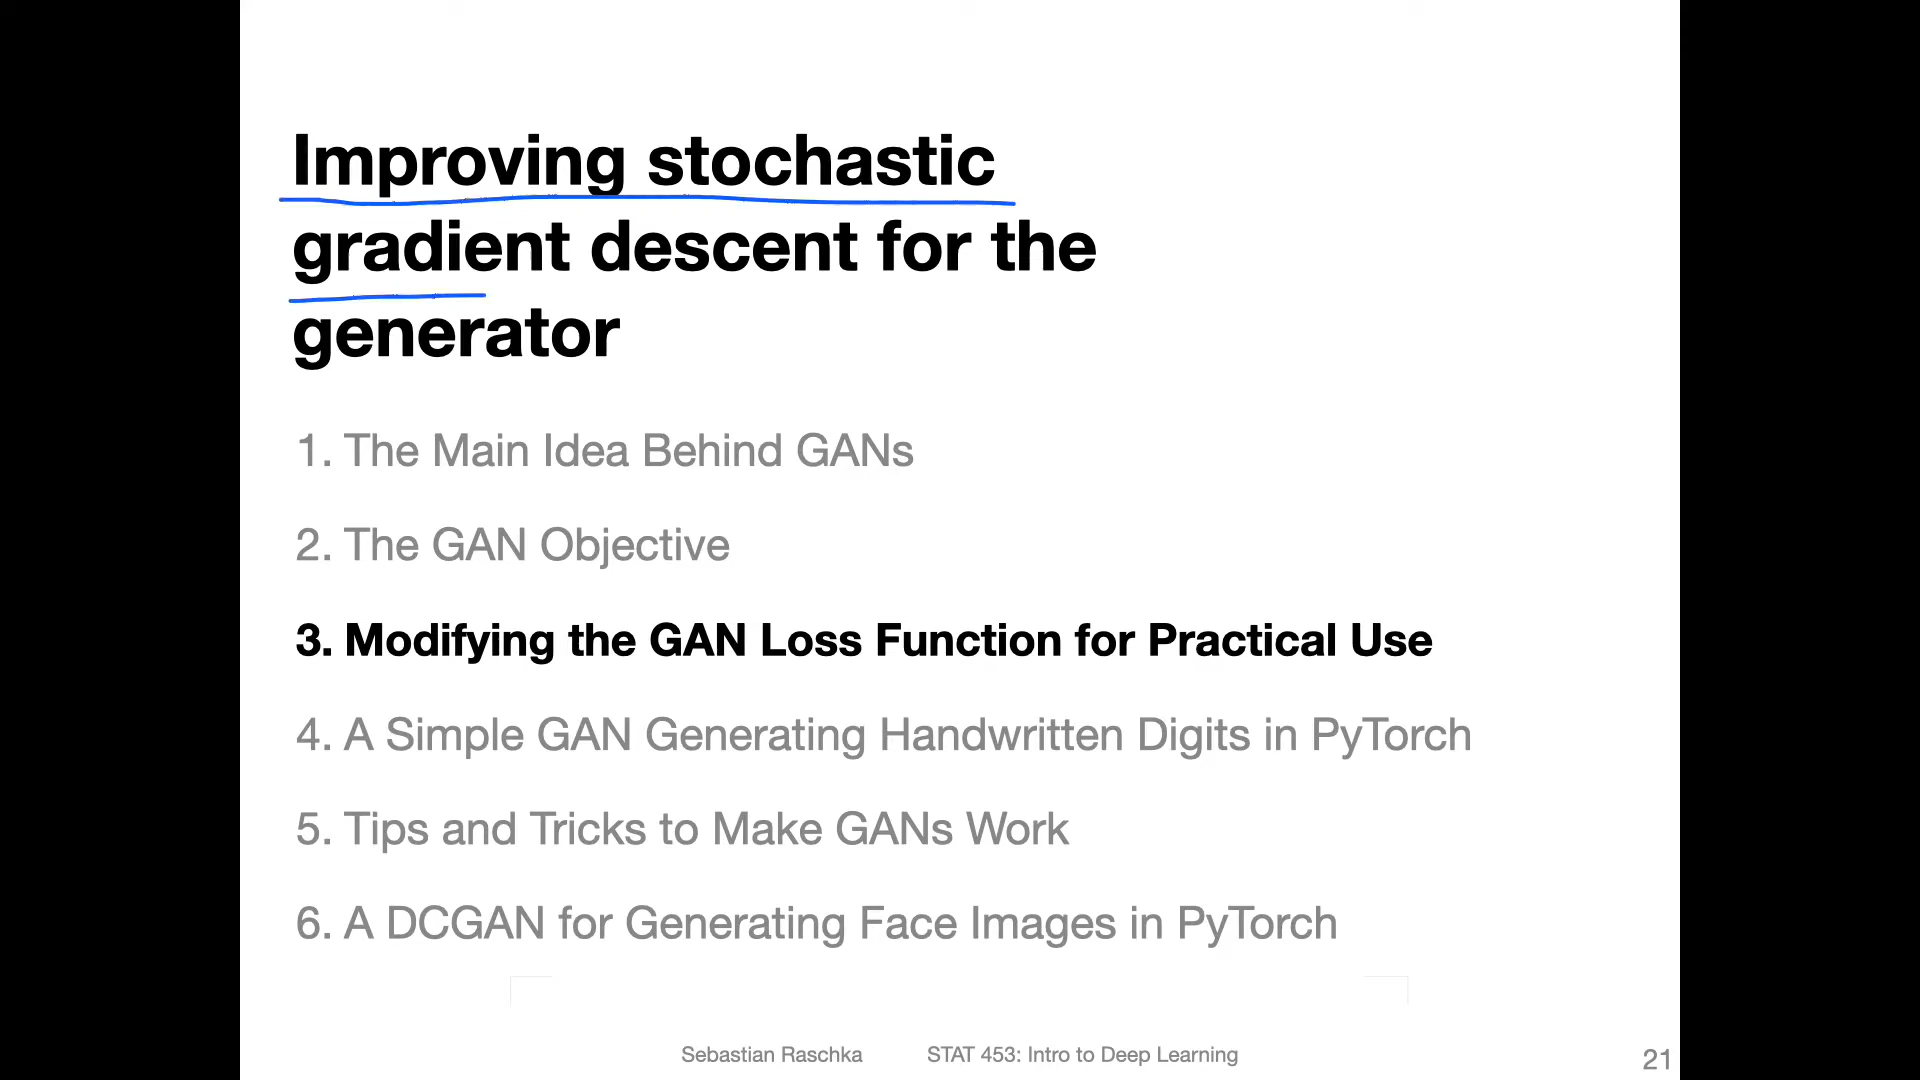 Improving stochastic
gradient descent for the
generator
1. The Main Idea Behind GANs
2. The GAN Objective
3. Modifying the GAN Loss Function for Practical Use
4. A Simple GAN Generating Handwritten Digits in PyTorch
5. Tips and Tricks to Make GANs Work
6. A DCGAN for Generating Face Images in PyTorch
Sebastian Raschka STAT 453: Intro to Deep Learning 21